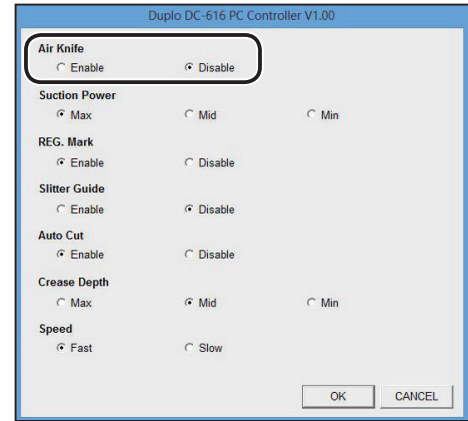 Duplo DC-616 PC Controller V1.00
Air Knife
Enable Disable
Suction Power
Max Mid Min
REG. Mark
Enable Disable
Slitter Guide
Enable Disable
Auto Cut
Enable Disable
Crease Depth
Max Mid Min
Speed
Fast Slow
OK CANCEL